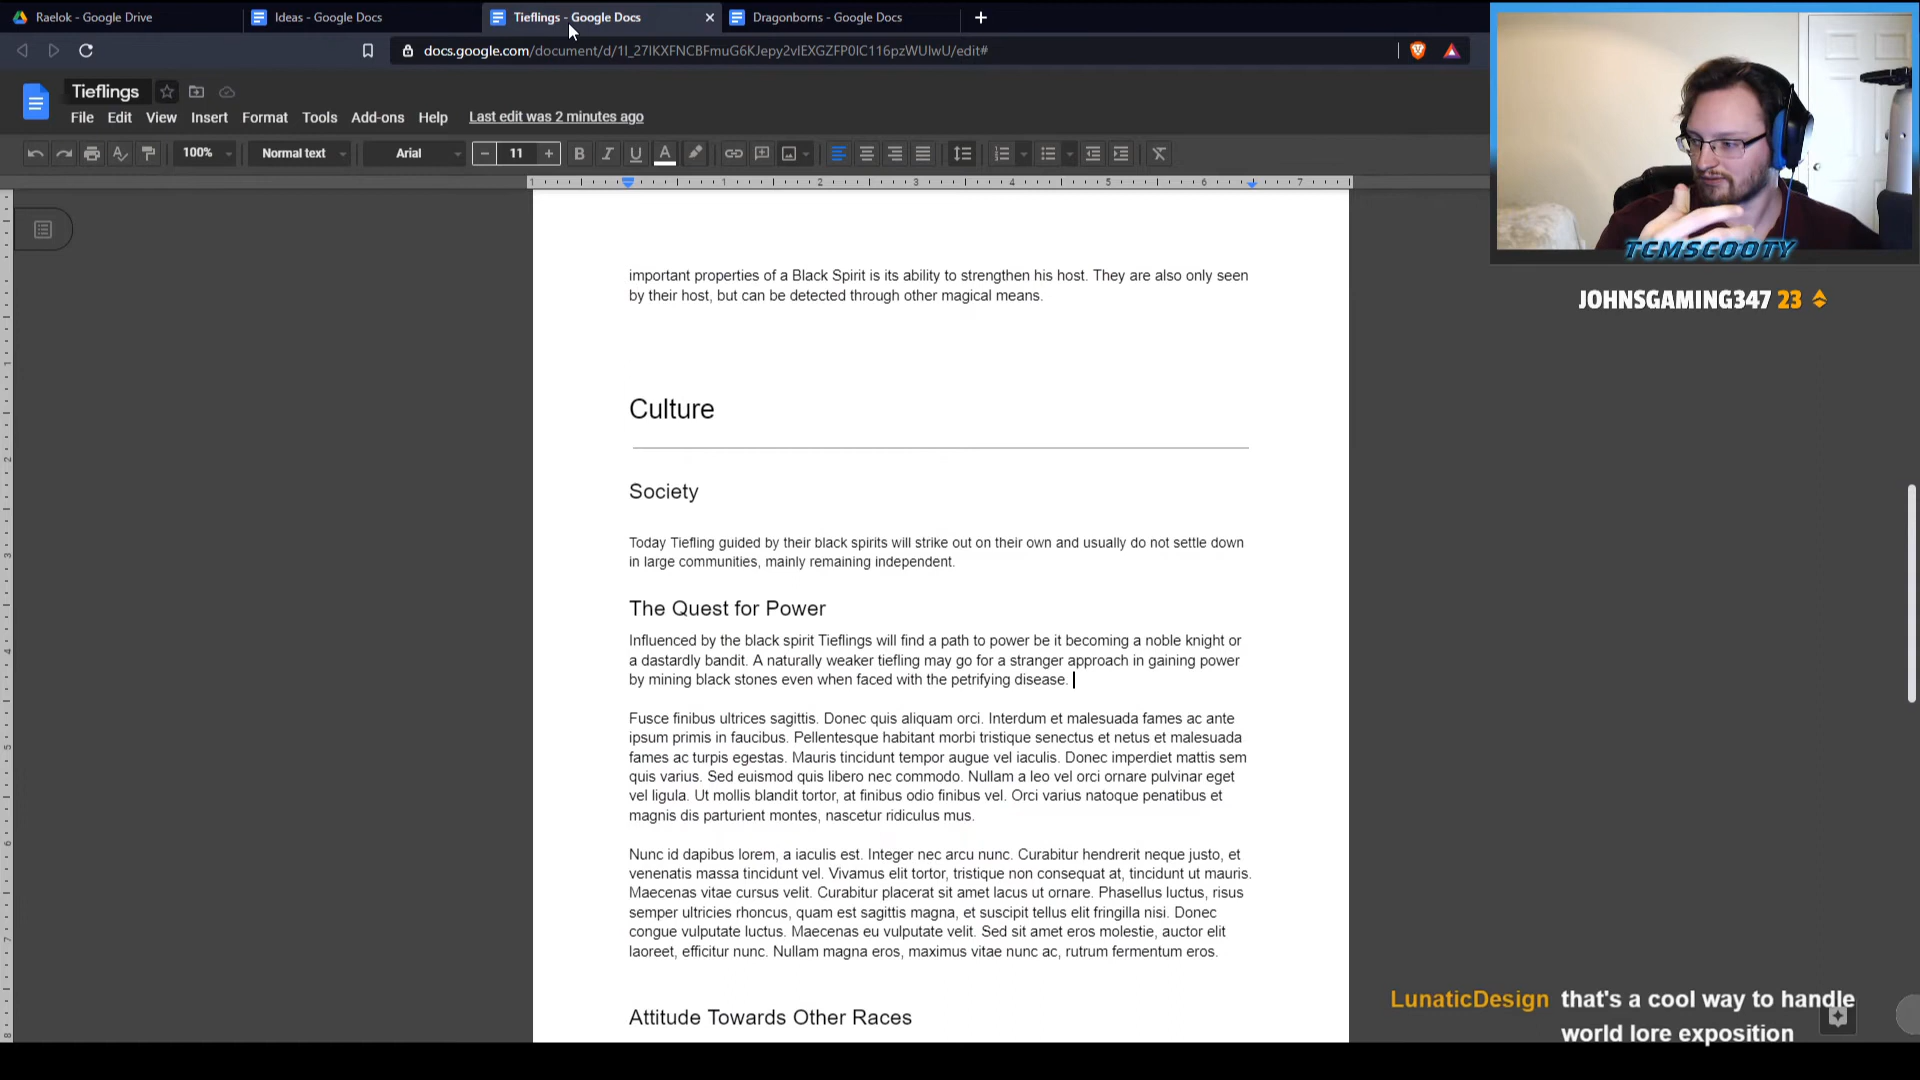 Raelok - Google Drive
Ideas - Google Docs
Tieflings - Google Docs
Dragonborns - Google Docs
Tieflings
File Edit View Insert Format Tools Add-ons Help Last edit was 2 minutes ago
100% Normal text Arial 11
1 1 2 3 4 5 6 7
important properties of a Black Spirit is its ability to strengthen his host. They are also only seen
by their host, but can be detected through other magical means.
Culture
Society
Today Tiefling guided by their black spirits will strike out on their own and usually do not settle down
in large communities, mainly remaining independent.
The Quest for Power
Influenced by the black spirit Tieflings will find a path to power be it becoming a noble knight or
a dastardly bandit. A naturally weaker tiefling may go for a stranger approach in gaining power
by mining black stones even when faced with the petrifying disease.
Fusce finibus ultrices sagittis. Donec quis aliquam orci. Interdum et malesuada fames ac ante
ipsum primis in faucibus. Pellentesque habitant morbi tristique senectus et netus et malesuada
fames ac turpis egestas. Mauris tincidunt tempor augue vel iaculis. Donec imperdiet mattis sem
quis varius. Sed euismod quis libero nec commodo. Nullam a leo vel orci ornare pulvinar eget
vel ligula. Ut mollis blandit tortor, at finibus odio finibus vel. Orci varius natoque penatibus et
magnis dis parturient montes, nascetur ridiculus mus.
Nunc id dapibus lorem, a iaculis est. Integer nec arcu nunc. Curabitur hendrerit neque justo, et
venenatis massa tincidunt vel. Vivamus elit tortor, tristique non consequat at, tincidunt ut mauris.
Maecenas vitae cursus velit. Curabitur placerat sit amet lacus ut ornare. Phasellus luctus, risus
semper ultricies rhoncus, quam est sagittis magna, et suscipit tellus elit fringilla nisi. Donec
congue vulputate luctus. Maecenas eu vulputate velit. Sed sit amet eros molestie, auctor elit
laoreet, efficitur nunc. Nullam magna eros, maximus vitae nunc ac, rutrum fermentum eros.
Attitude Towards Other Races
TCMSCOOTY
JOHNSGAMING347 23
LunaticDesign that's a cool way to handle
world lore exposition